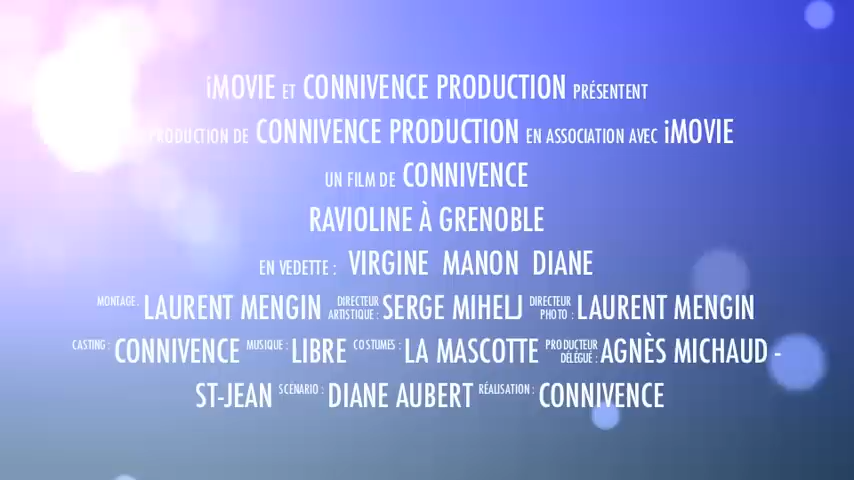 iMOVIE ET CONNIVENCE PRODUCTION PRÉSENTENT
PRODUCTION DE CONNIVENCE PRODUCTION EN ASSOCIATION AVEC iMOVIE
UN FILM DE CONNIVENCE
RAVIOLINE À GRENOBLE
EN VEDETTE : VIRGINE MANON DIANE
MONTAGE : LAURENT MENGIN DIRECTEUR ARTISTIQUE : SERGE MIHELJ DIRECTEUR PHOTO : LAURENT MENGIN
CASTING : CONNIVENCE MUSIQUE : LIBRE COSTUMES : LA MASCOTTE PRODUCTEUR DÉLÉGUÉ : AGNÈS MICHAUD -
ST-JEAN SCÉNARIO : DIANE AUBERT RÉALISATION : CONNIVENCE